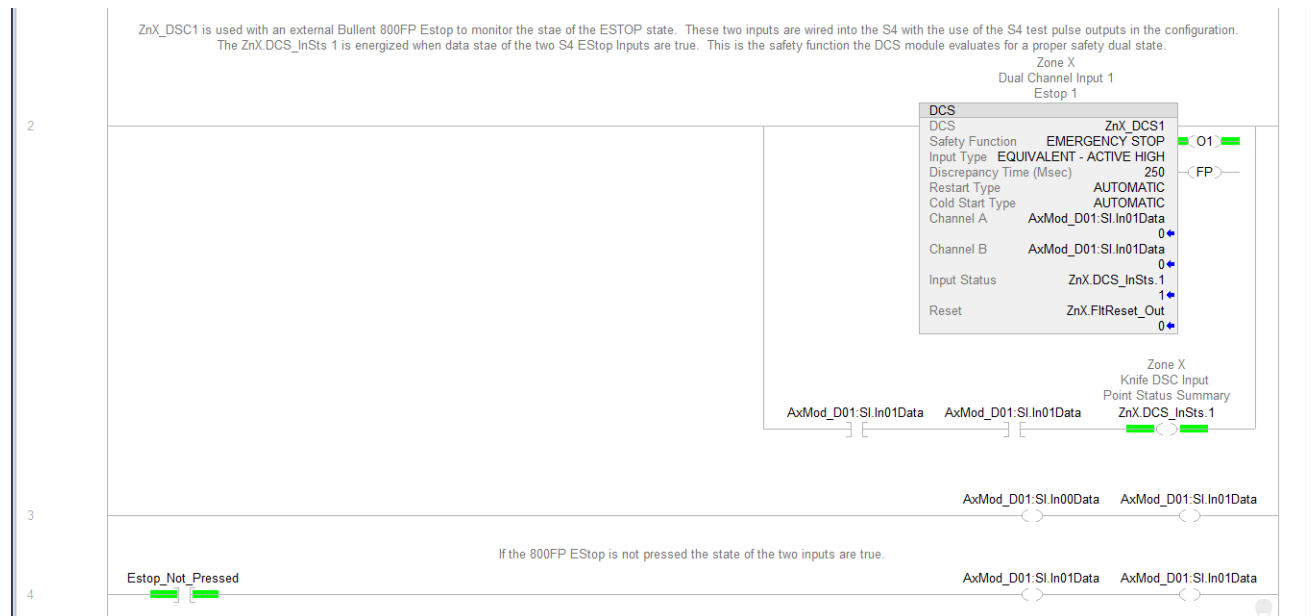 ZnX_DSC1 is used with an external Bullent 800FP Estop to monitor the stae of the ESTOP state. These two inputs are wired into the S4 with the use of the S4 test pulse outputs in the configuration.
The ZnX.DCS_InSts 1 is energized when data stae of the two S4 EStop Inputs are true. This is the safety function the DCS module evaluates for a proper safety dual state.
Zone X
Dual Channel Input 1
Estop 1
DCS
2
DCS ZnX_DCS1
Safety Function EMERGENCY STOP O1
Input Type EQUIVALENT - ACTIVE HIGH
Discrepancy Time (Msec) 250 FP
Restart Type AUTOMATIC
Cold Start Type AUTOMATIC
Channel A AxMod_D01:SI.In01Data
0
Channel B AxMod_D01:SI.In01Data
0
Input Status ZnX.DCS_InSts.1
1
Reset ZnX.FltReset_Out
0
Zone X
Knife DSC Input
Point Status Summary
AxMod_D01:SI.In01Data AxMod_D01:SI.In01Data ZnX.DCS_InSts.1
AxMod_D01:SI.In00Data AxMod_D01:SI.In01Data
3
If the 800FP EStop is not pressed the state of the two inputs are true.
Estop_Not_Pressed AxMod_D01:SI.In01Data AxMod_D01:SI.In01Data
4